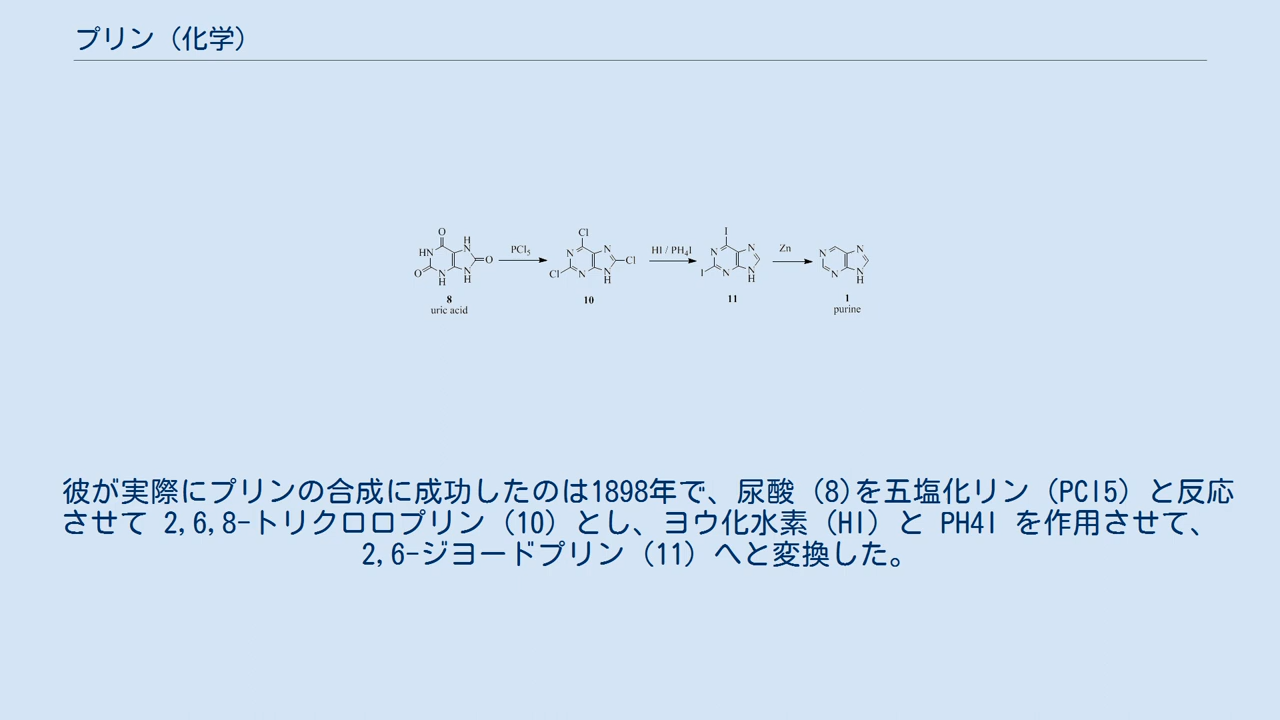 プリン（化学）
O
H
HN
N
O
O
N
N
H
H
PCl5
Cl
N
N
Cl
N
N
H
Cl
HI / PH4I
I
N
N
I
N
N
H
Zn
N
N
N
N
H
8
10
11
1
uric acid
purine
彼が実際にプリンの合成に成功したのは1898年で、尿酸（8）を五塩化リン（PCl5）と反応
させて 2,6,8-トリクロロプリン（10）とし、ヨウ化水素（HI）と PH4I を作用させて、
2,6-ジヨードプリン（11）へと変換した。